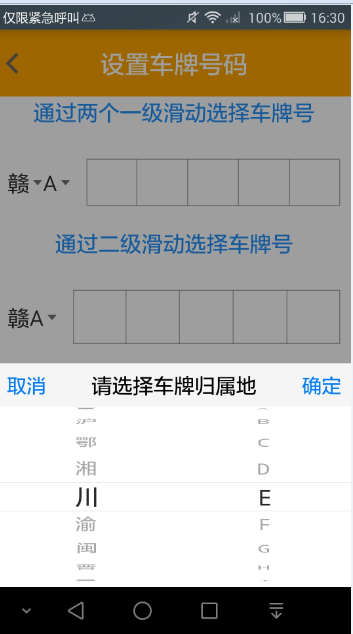 仅限紧急呼叫 100% 16:30
设置车牌号码
通过两个一级滑动选择车牌号
赣 A
通过二级滑动选择车牌号
赣A
取消 请选择车牌归属地 确定
沪 B
鄂 C
湘 D
川 E
渝 F
闽 G
晋 H